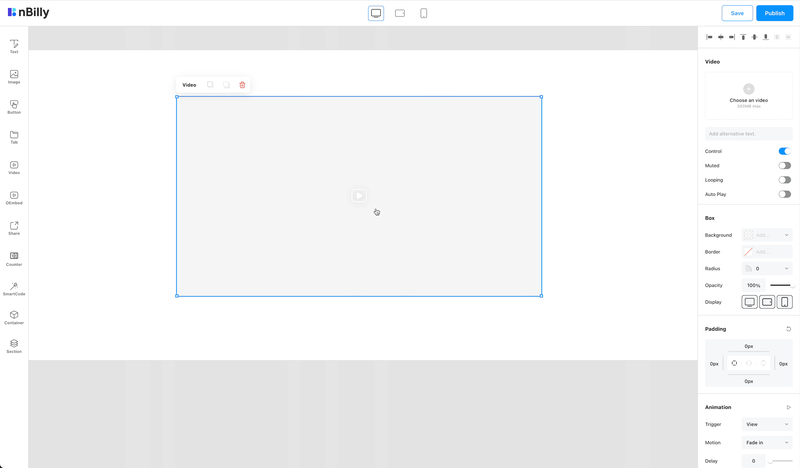 nBilly
Save
Publish
Text
Image
Button
Tab
Video
OEmbed
Share
Counter
SmartCode
Container
Section
Video
Video
Choose an video
Add alternative text.
Control
Muted
Looping
Auto Play
Box
Background
Add..
Border
Add..
Radius
0
Opacity
100%
Display
Padding
0px
0px
0px
0px
Animation
Trigger
View
Motion
Fade in
Delay
0